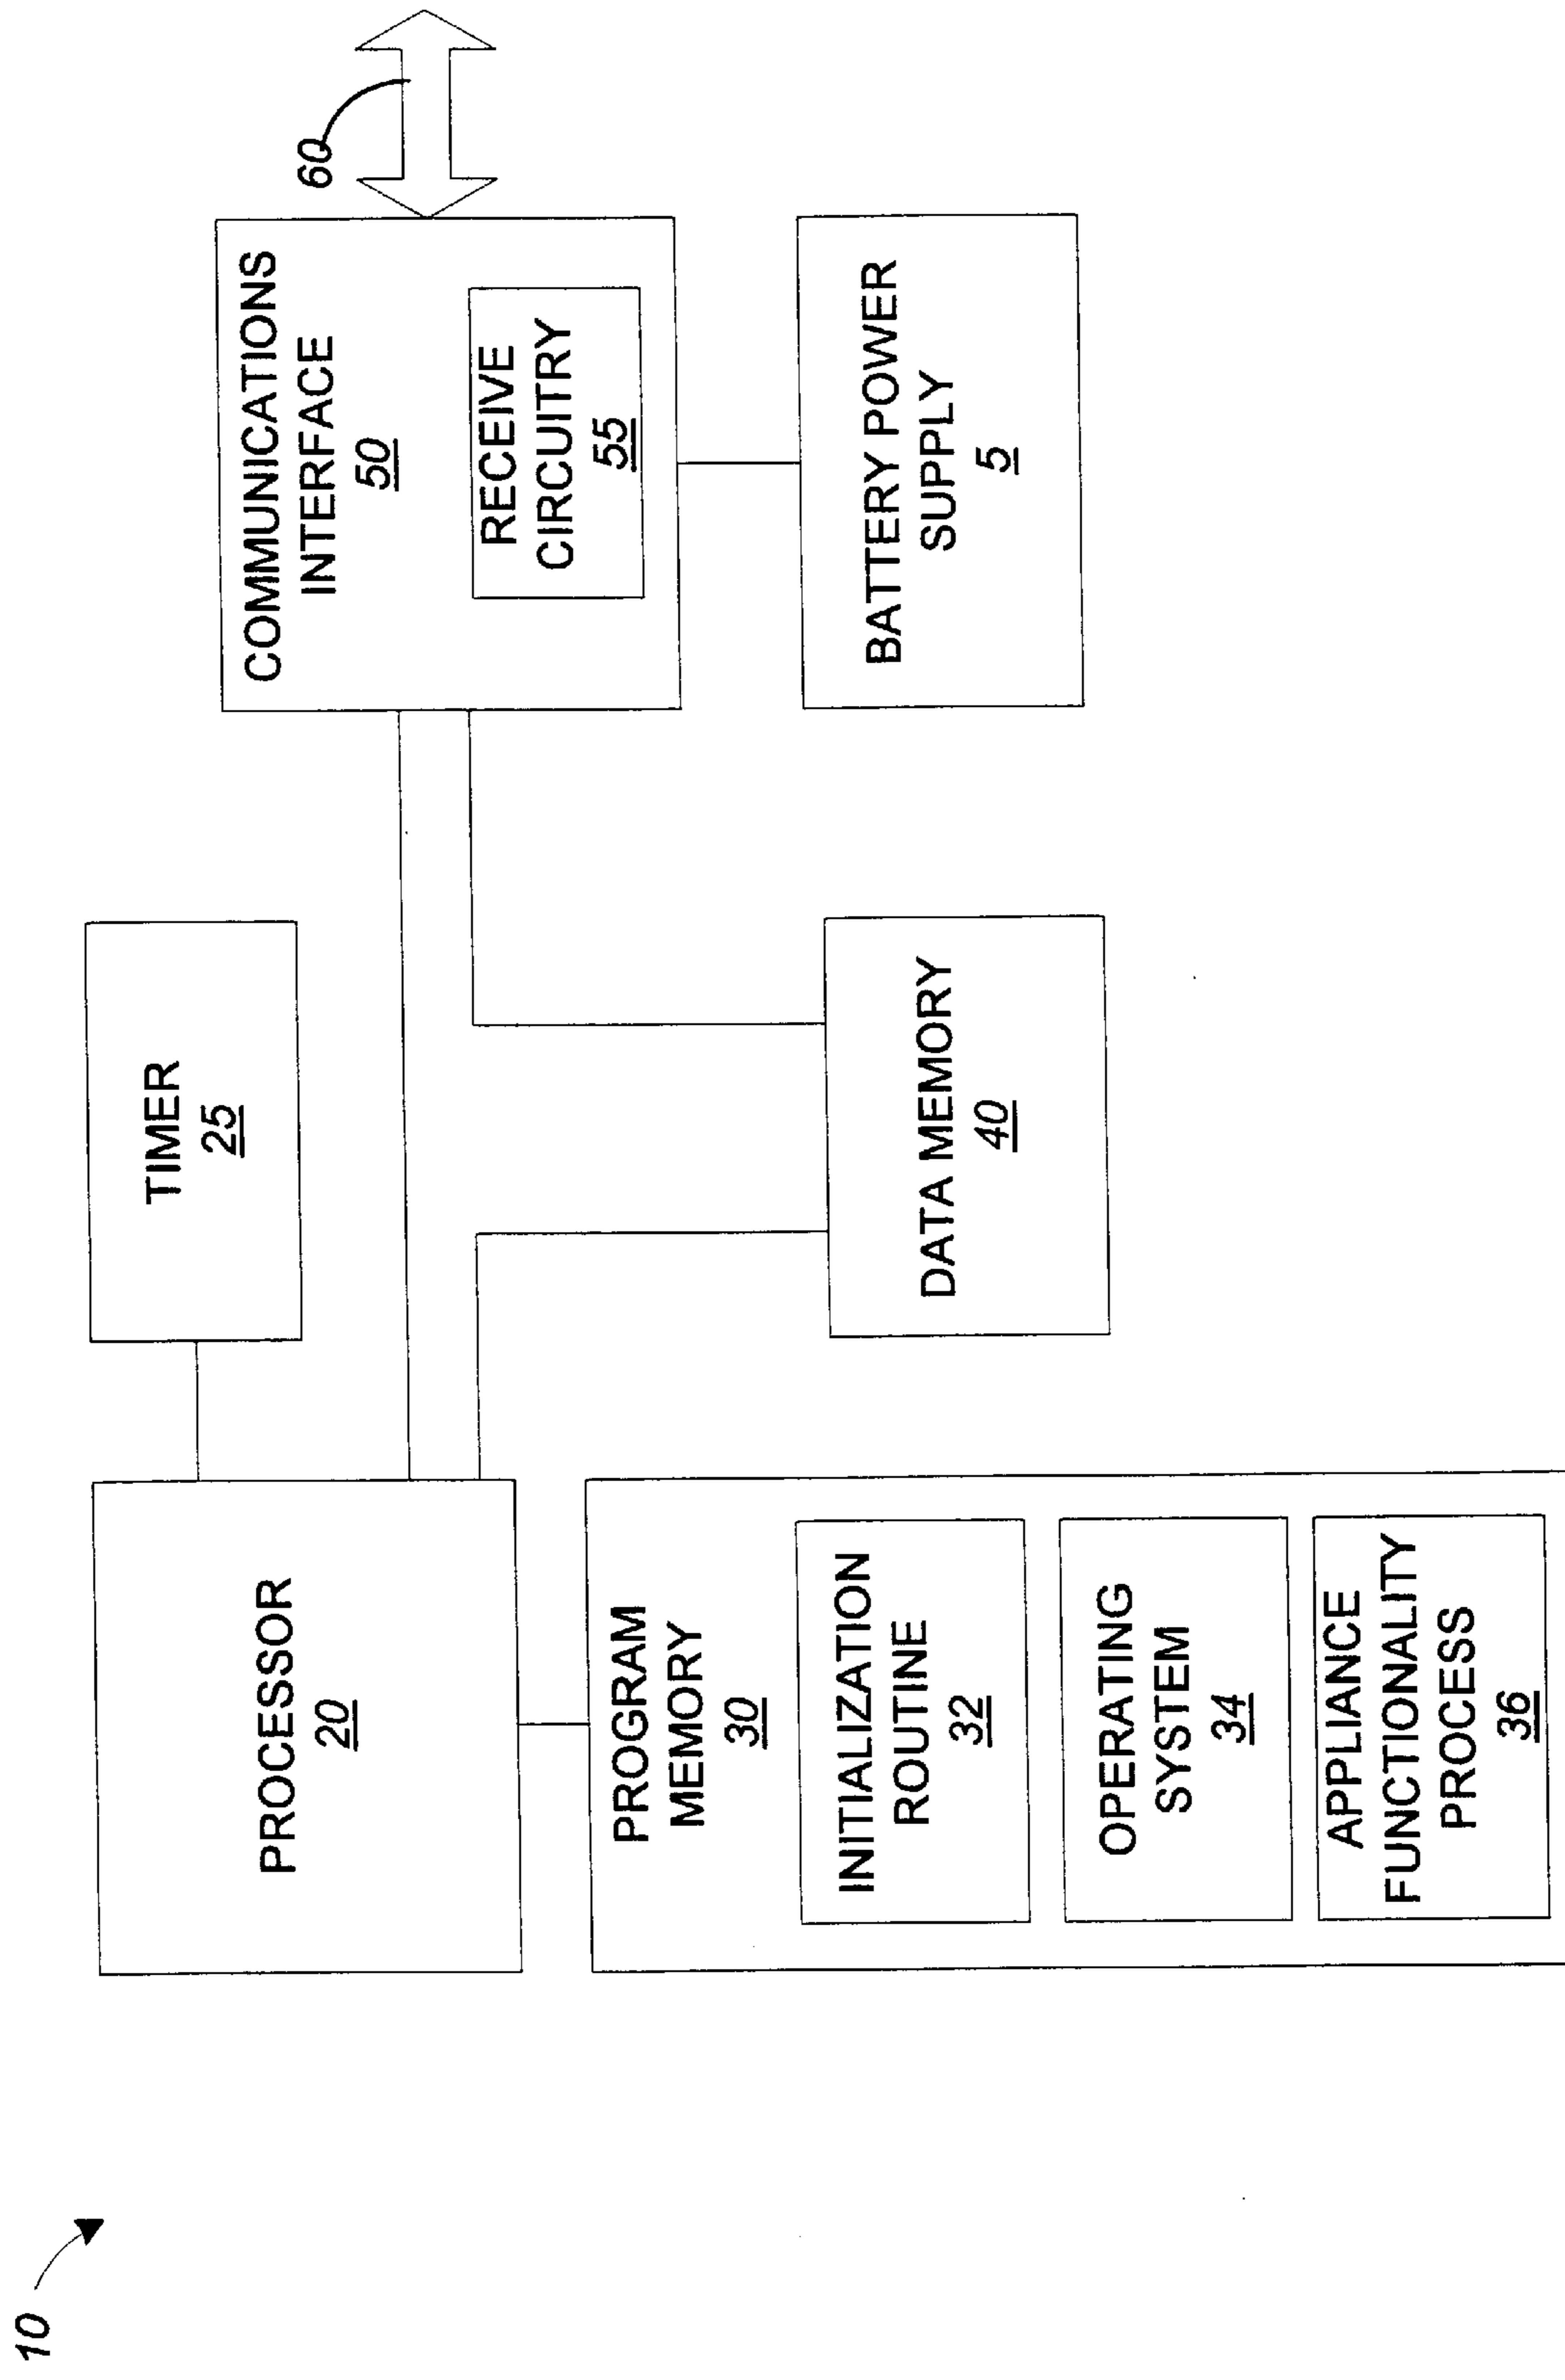 10
PROCESSOR
20
TIMER
25
COMMUNICATIONS
INTERFACE
50
RECEIVE
CIRCUITRY
55
60
PROGRAM
MEMORY
30
INITIALIZATION
ROUTINE
32
OPERATING
SYSTEM
34
APPLIANCE
FUNCTIONALITY
PROCESS
36
DATA MEMORY
40
BATTERY POWER
SUPPLY
5